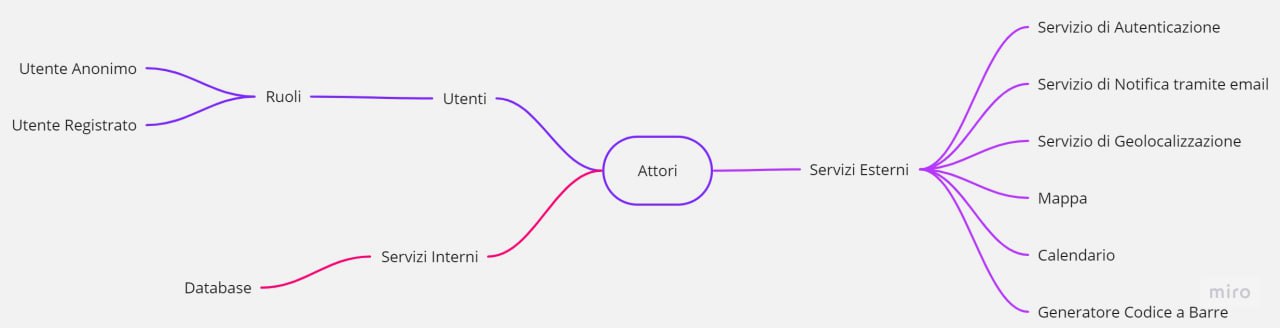 Servizio di Autenticazione
Utente Anonimo
Servizio di Notifica tramite email
Ruoli
Utenti
Utente Registrato
Servizio di Geolocalizzazione
Attori
Servizi Esterni
Mappa
Servizi Interni
Calendario
Database
miro
Generatore Codice a Barre